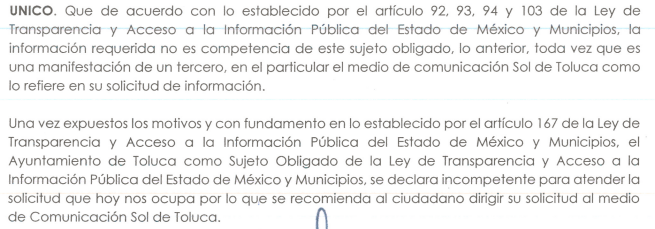 UNICO. Que de acuerdo con lo establecido por el artículo 92, 93, 94 y 103 de la Ley de
Transparencia y Acceso a la Información Pública del Estado de México y Municipios, la
información requerida no es competencia de este sujeto obligado, lo anterior, toda vez que es
una manifestación de un tercero, en el particular el medio de comunicación Sol de Toluca como
lo refiere en su solicitud de información.
Una vez expuestos los motivos y con fundamento en lo establecido por el artículo 167 de la Ley de
Transparencia y Acceso a la Información Pública del Estado de México y Municipios, el
Ayuntamiento de Toluca como Sujeto Obligado de la Ley de Transparencia y Acceso a la
Información Pública del Estado de México y Municipios, se declara incompetente para atender la
solicitud que hoy nos ocupa por lo que se recomienda al ciudadano dirigir su solicitud al medio
de Comunicación Sol de Toluca.